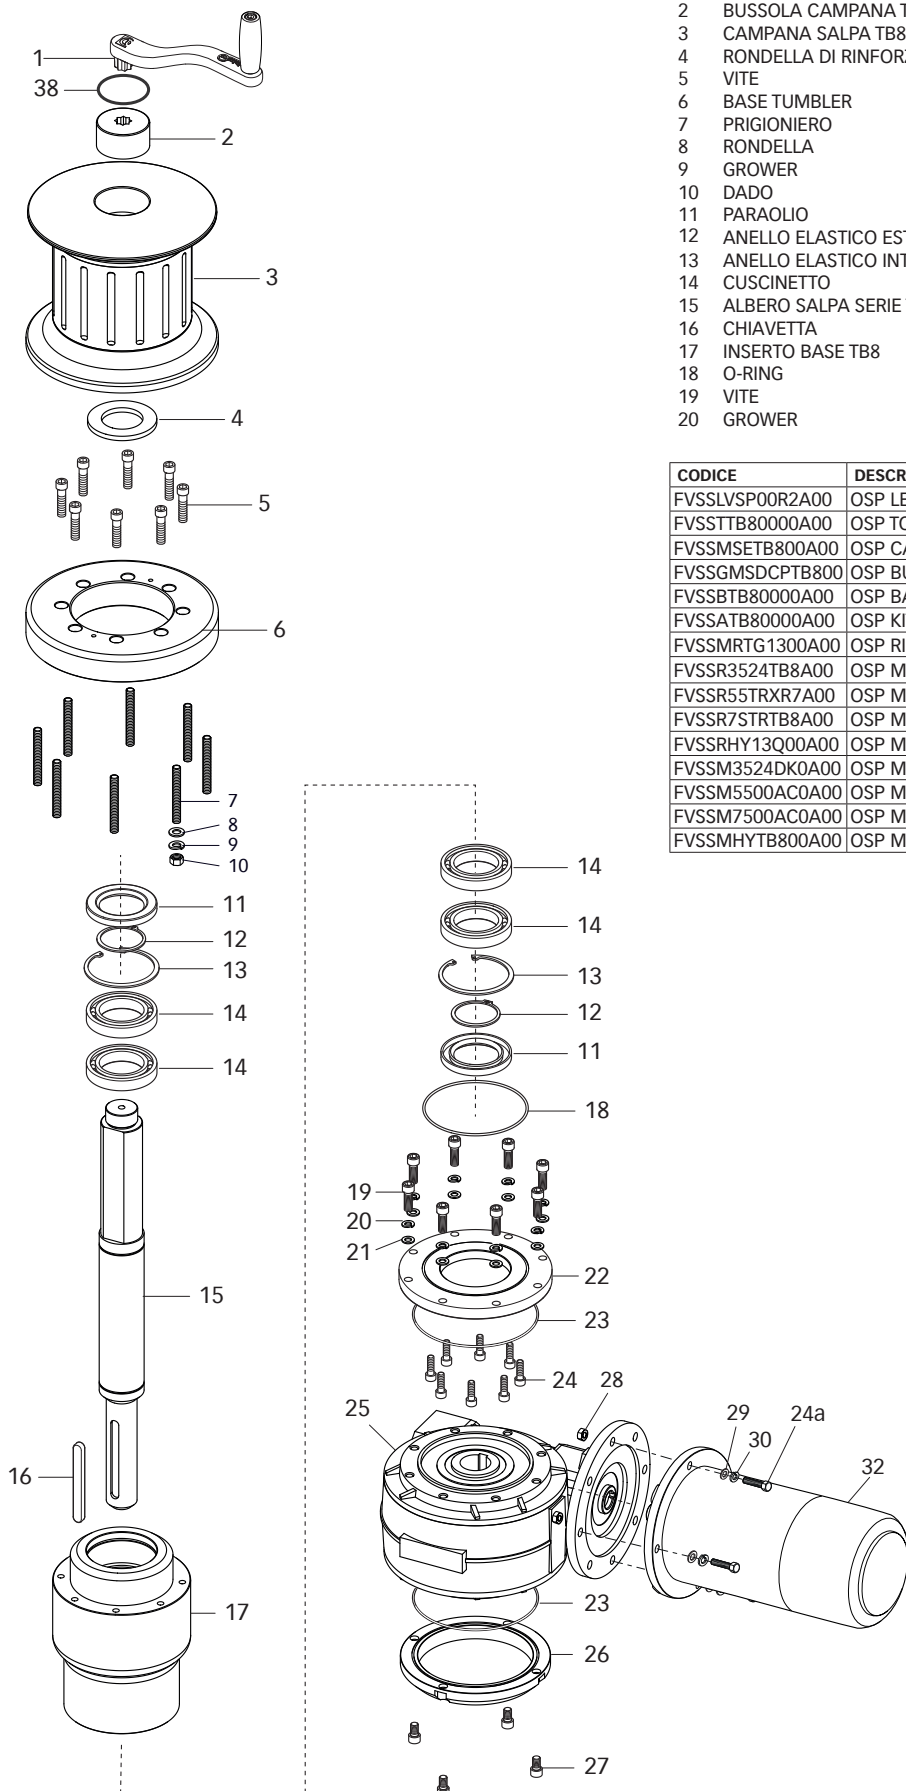 2 BUSSOLA CAMPANA T
3 CAMPANA SALPA TB8
4 RONDELLA DI RINFOR
5 VITE
6 BASE TUMBLER
7 PRIGIONIERO
8 RONDELLA
9 GROWER
10 DADO
11 PARAOLIO
12 ANELLO ELASTICO EST
13 ANELLO ELASTICO INT
14 CUSCINETTO
15 ALBERO SALPA SERIE
16 CHIAVETTA
17 INSERTO BASE TB8
18 O-RING
19 VITE
20 GROWER
CODICE DESCR
FVSSLVSP00R2A00 OSP LE
FVSSTTB80000A00 OSP TO
FVSSMSETB800A00 OSP CA
FVSSGMSDCPTB800 OSP BU
FVSSBTB80000A00 OSP BA
FVSSATB80000A00 OSP KI
FVSSMRTG1300A00 OSP RI
FVSSR3524TB8A00 OSP M
FVSSR55TRXR7A00 OSP M
FVSSR7STRTB8A00 OSP M
FVSSRHY13Q00A00 OSP M
FVSSM3524DK0A00 OSP M
FVSSM5500AC0A00 OSP M
FVSSM7500AC0A00 OSP M
FVSSMHYTB800A00 OSP M
1
38
2
3
4
5
6
7
8
9
10
11
12
13
14
14
15
16
17
14
14
13
12
11
18
19
20
21
22
23
24
28
25
29
30
24a
32
23
26
27